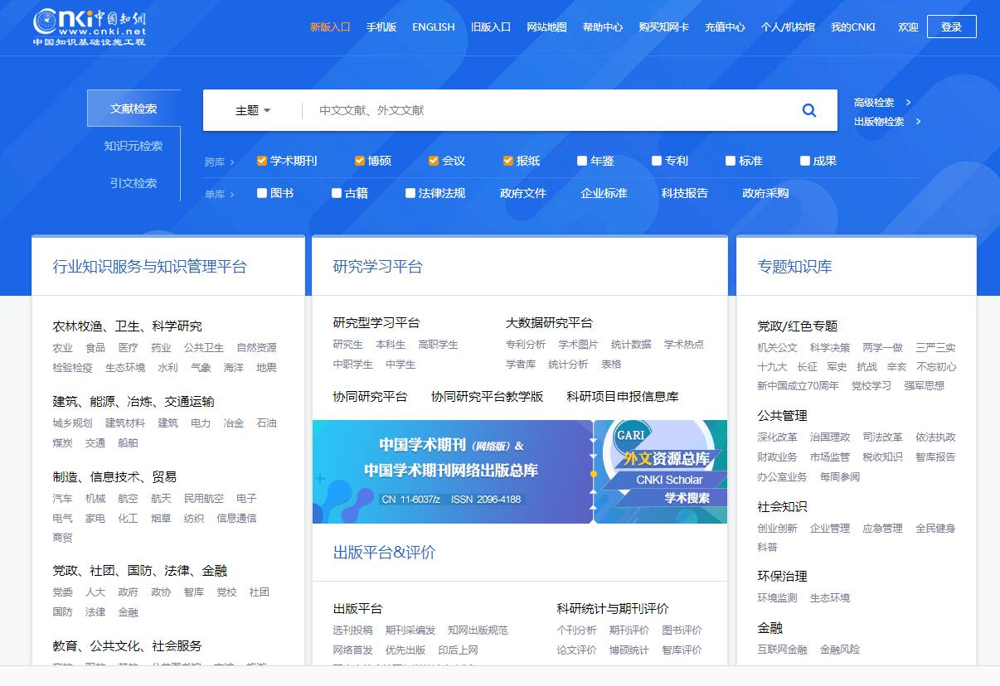 cnki中国知网
www.cnki.net
中国知识基础设施工程
新版入口 手机版 ENGLISH 旧版入口 网站地图 帮助中心 购买知网卡 充值中心 个人/机构馆 我的CNKI 欢迎 登录
文献检索
知识元检索
引文检索
主题 中文文献、外文文献
高级检索 >
出版物检索 >
跨库 > 学术期刊 博硕 会议 报纸 年鉴 专利 标准 成果
单库 > 图书 古籍 法律法规 政府文件 企业标准 科技报告 政府采购
行业知识服务与知识管理平台
农林牧渔、卫生、科学研究
农业 食品 医疗 药业 公共卫生 自然资源
检验检疫 生态环境 水利 气象 海洋 地震
建筑、能源、冶炼、交通运输
城乡规划 建筑材料 建筑 电力 冶金 石油
煤炭 交通 船舶
制造、信息技术、贸易
汽车 机械 航空 航天 民用航空 电子
电气 家电 化工 烟草 纺织 信息通信
商贸
党政、社团、国防、法律、金融
党委 人大 政府 政协 智库 党校 社团
国防 法律 金融
教育、公共文化、社会服务
研究学习平台
研究型学习平台
研究生 本科生 高职学生
中职学生 中学生
大数据研究平台
专利分析 学术图片 统计数据 学术热点
学者库 统计分析 表格
协同研究平台 协同研究平台教学版 科研项目申报信息库
中国学术期刊（网络版）&
中国学术期刊网络出版总库
CN 11-6037/z ISSN 2096-4188
GARI
外文资源总库
CNKI Scholar
学术搜索
出版平台&评价
出版平台
选刊投稿 期刊采编发 知网出版规范
网络首发 优先出版 印后上网
科研统计与期刊评价
个刊分析 期刊评价 图书评价
论文评价 博硕统计 智库评价
专题知识库
党政/红色专题
机关公文 科学决策 两学一做 三严三实
十九大 长征 军史 抗战 辛亥 不忘初心
新中国成立70周年 党校学习 强军思想
公共管理
深化改革 治国理政 司法改革 依法执政
财政业务 市场监管 税收知识 智库报告
办公室业务 每周参阅
社会知识
创业创新 企业管理 应急管理 全民健身
科普
环保治理
环境监测 生态环境
金融
互联网金融 金融风险